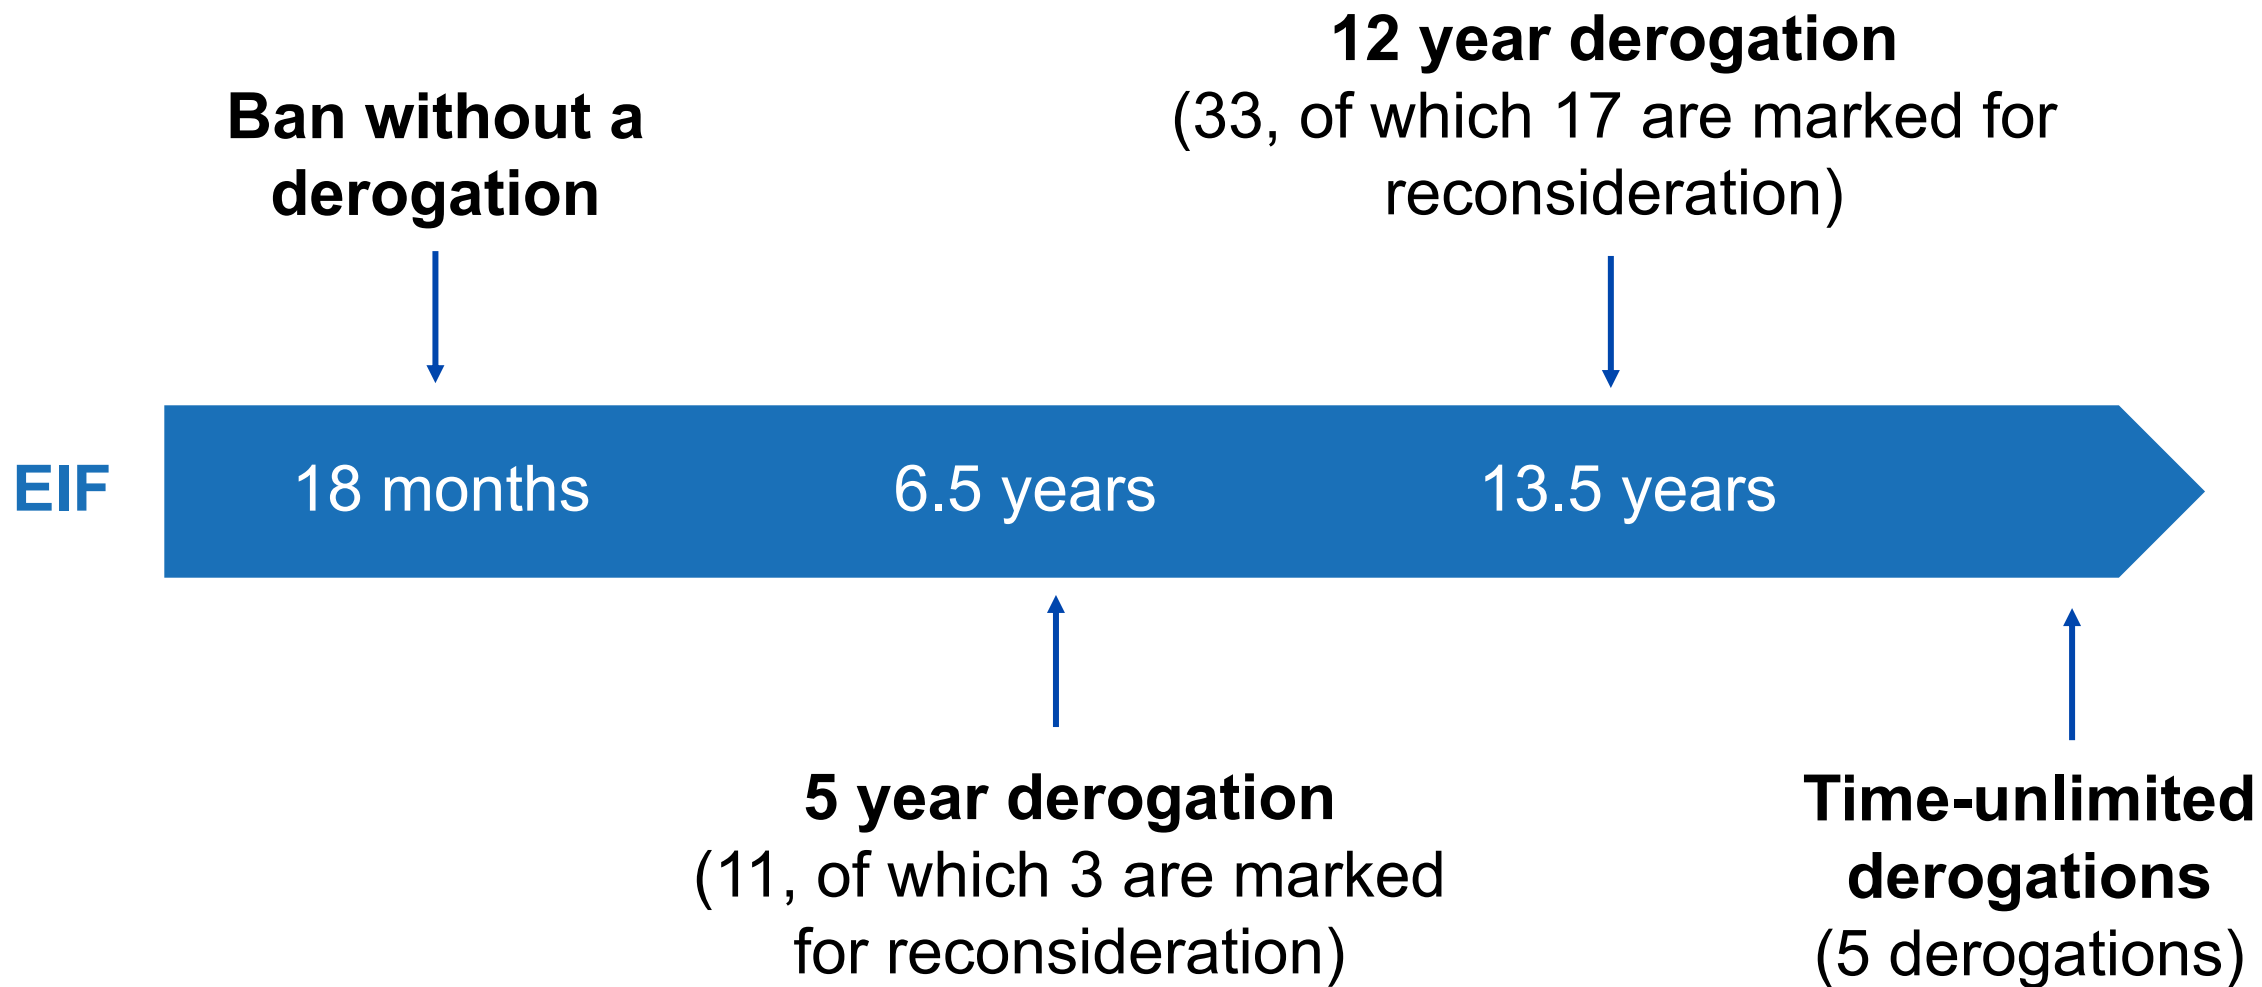 12 year derogation
(33, of which 17 are marked for
reconsideration)
Ban without a
derogation
EIF
18 months
6.5 years
13.5 years
5 year derogation
(11, of which 3 are marked
for reconsideration)
Time-unlimited
derogations
(5 derogations)